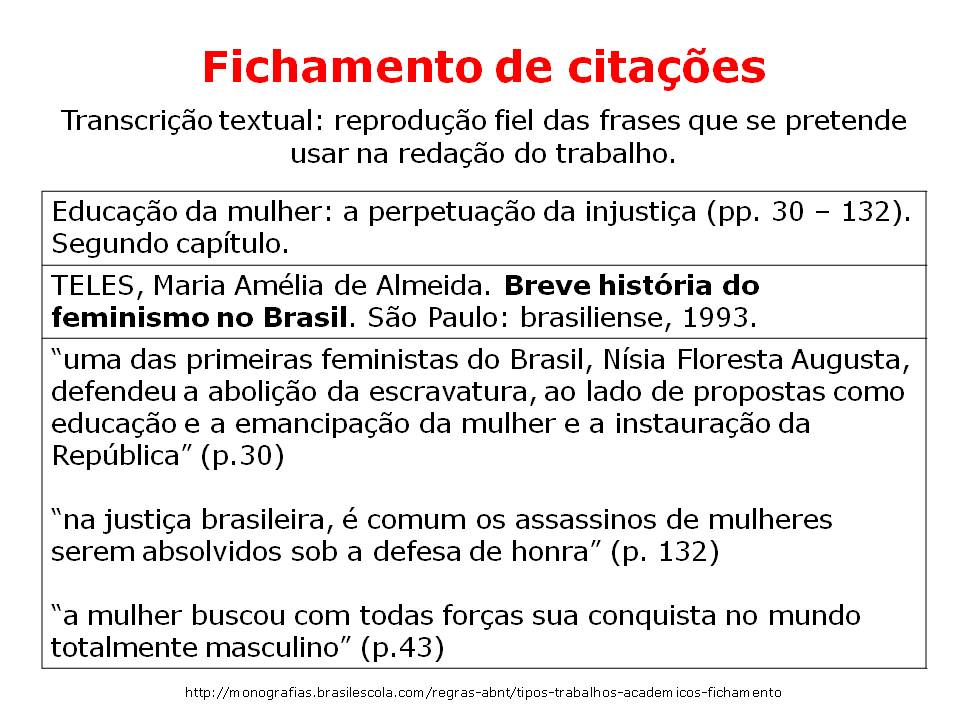 Fichamento de citações
Transcrição textual: reprodução fiel das frases que se pretende
usar na redação do trabalho.
Educação da mulher: a perpetuação da injustiça (pp. 30 – 132).
Segundo capítulo.
TELES, Maria Amélia de Almeida. Breve história do
feminismo no Brasil. São Paulo: brasiliense, 1993.
“uma das primeiras feministas do Brasil, Nísia Floresta Augusta,
defendeu a abolição da escravatura, ao lado de propostas como
educação e a emancipação da mulher e a instauração da
República” (p.30)
“na justiça brasileira, é comum os assassinos de mulheres
serem absolvidos sob a defesa de honra” (p. 132)
“a mulher buscou com todas forças sua conquista no mundo
totalmente masculino” (p.43)
http://monografias.brasilescola.com/regras-abnt/tipos-trabalhos-academicos-fichamento